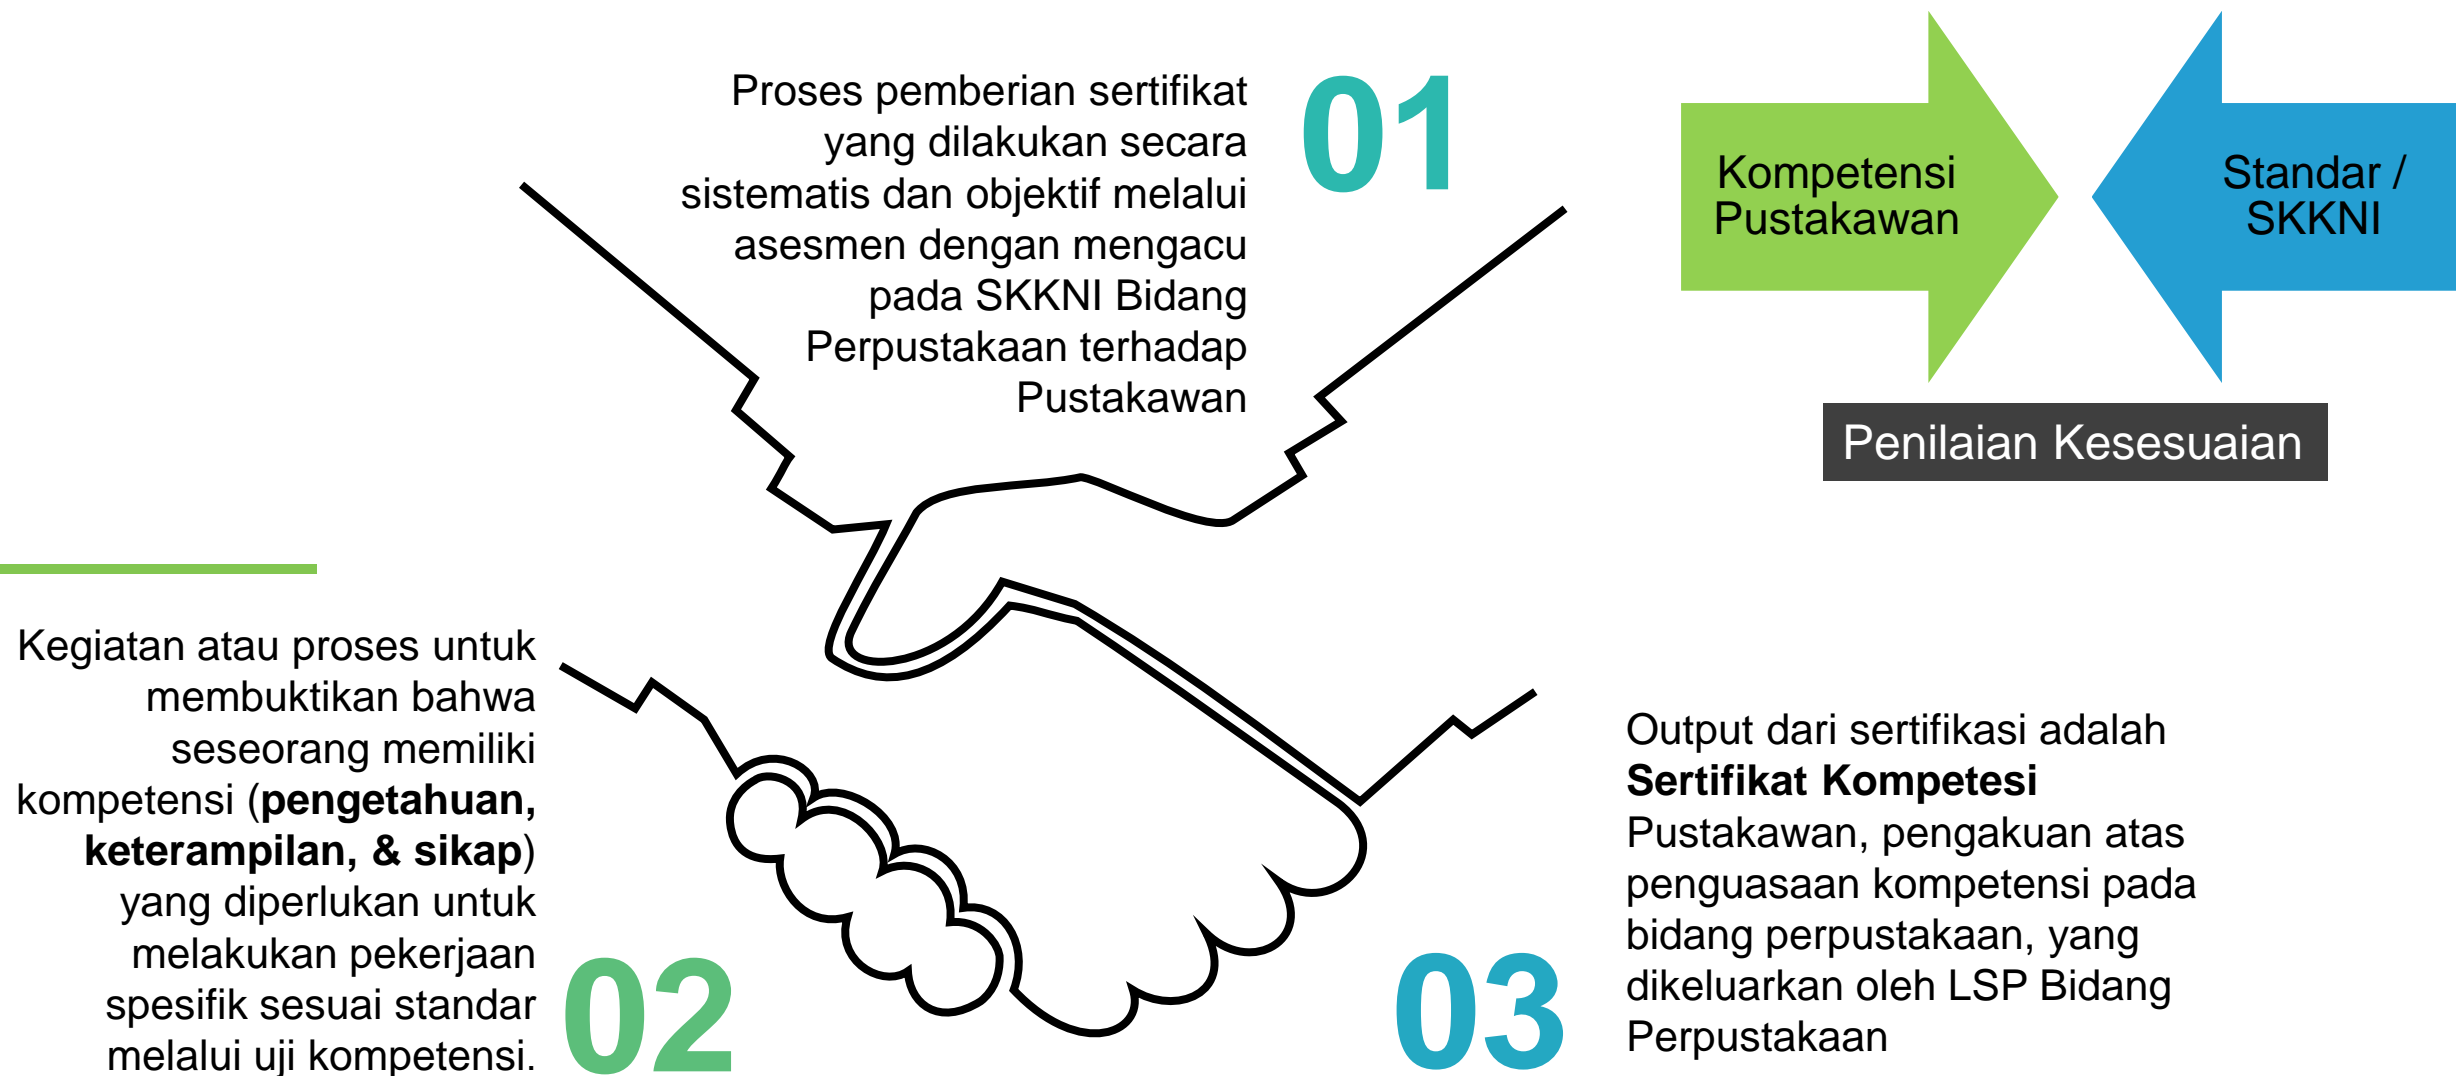 Proses pemberian sertifikat
yang dilakukan secara
sistematis dan objektif melalui
asesmen dengan mengacu
pada SKKNI Bidang
Perpustakaan terhadap
Pustakawan
01
Kompetensi
Pustakawan
Standar /
SKKNI
Penilaian Kesesuaian
Kegiatan atau proses untuk
membuktikan bahwa
seseorang memiliki
kompetensi (pengetahuan,
keterampilan, & sikap)
yang diperlukan untuk
melakukan pekerjaan
spesifik sesuai standar
melalui uji kompetensi.
02
03
Output dari sertifikasi adalah
Sertifikat Kompetesi
Pustakawan, pengakuan atas
penguasaan kompetensi pada
bidang perpustakaan, yang
dikeluarkan oleh LSP Bidang
Perpustakaan